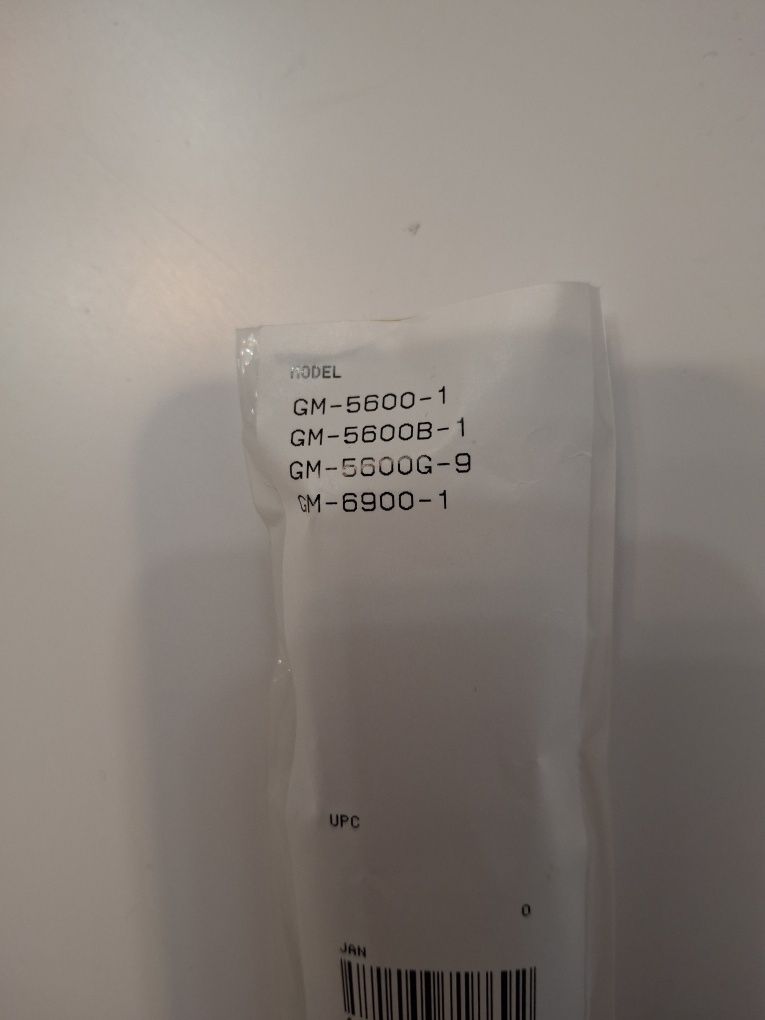 MODEL
GM-5600-1
GM-5600B-1
GM-5600G-9
GM-6900-1
UPC
0
JAN